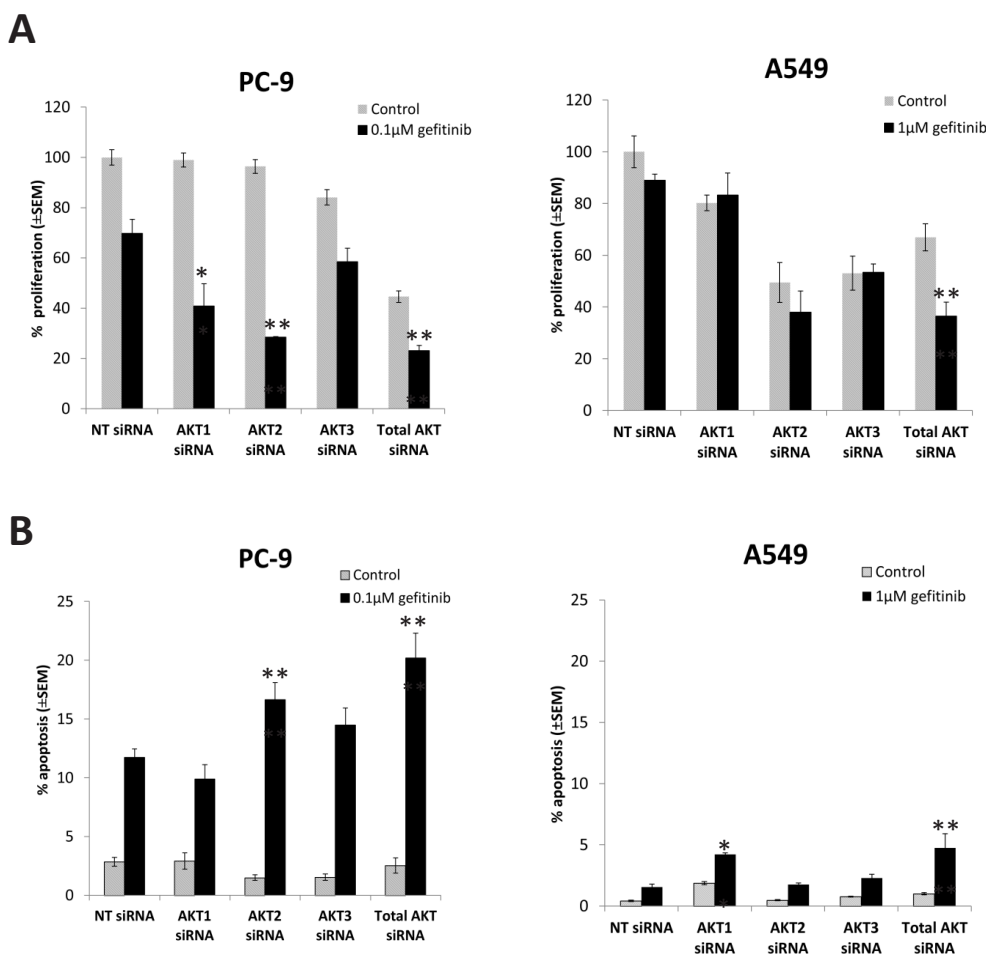 A
PC-9
Control
0.1µM gefitinib
% proliferation (±SEM)
120
100
80
60
40
20
0
*
*
**
**
**
**
NT siRNA
AKT1
siRNA
AKT2
siRNA
AKT3
siRNA
Total AKT
siRNA
A549
Control
1µM gefitinib
% proliferation (±SEM)
120
100
80
60
40
20
0
**
**
NT siRNA
AKT1
siRNA
AKT2
siRNA
AKT3
siRNA
Total AKT
siRNA
B
PC-9
Control
0.1µM gefitinib
% apoptosis (±SEM)
25
20
15
10
5
0
**
**
**
**
NT siRNA
AKT1
siRNA
AKT2
siRNA
AKT3
siRNA
Total AKT
siRNA
A549
Control
1µM gefitinib
% apoptosis (±SEM)
25
20
15
10
5
0
*
*
**
**
NT siRNA
AKT1
siRNA
AKT2
siRNA
AKT3
siRNA
Total AKT
siRNA